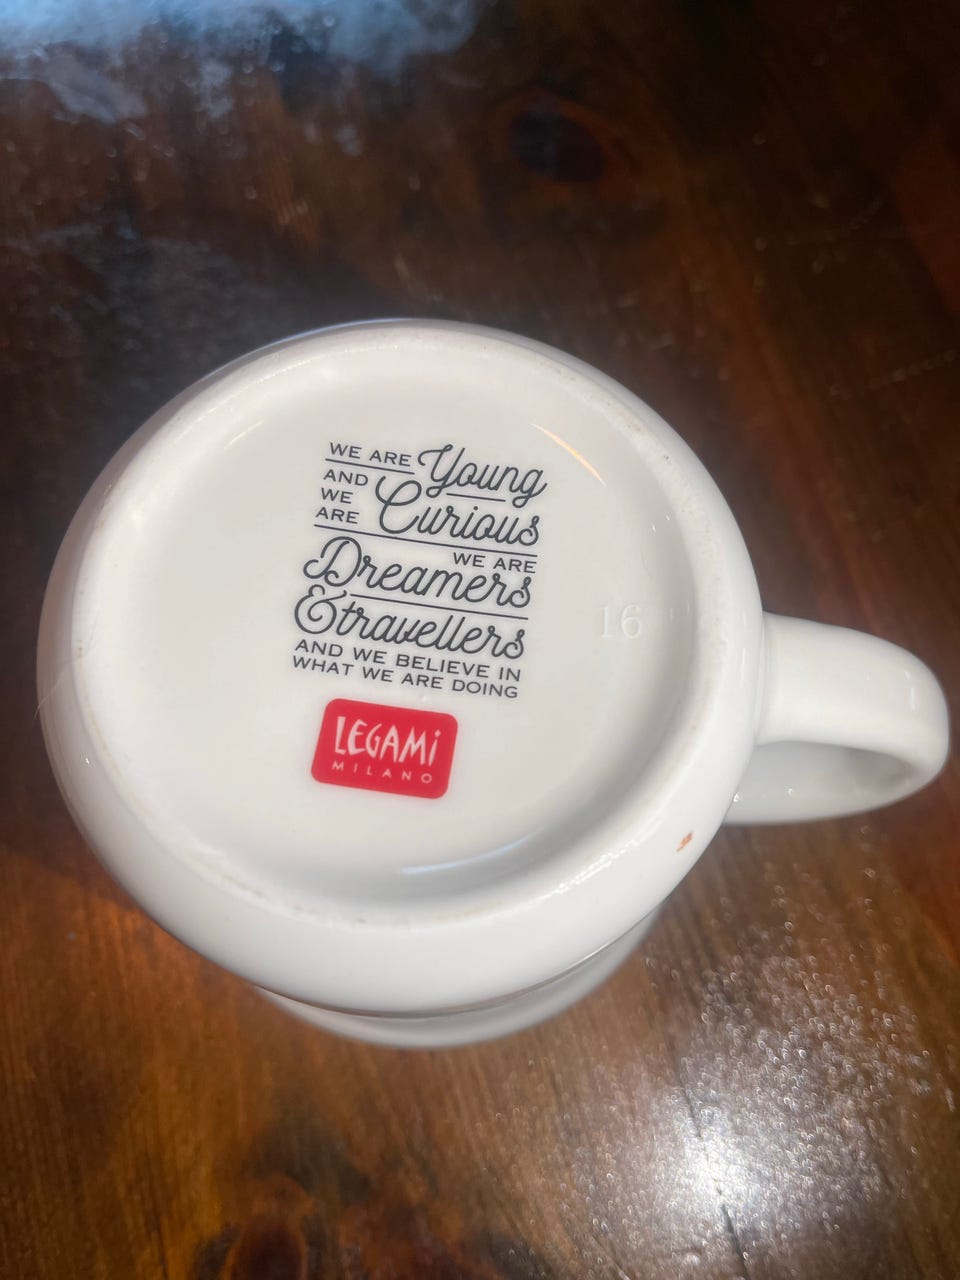 WE ARE Young
AND WE ARE Curious
WE ARE
Dreamers
& travellers
AND WE BELIEVE IN
WHAT WE ARE DOING
LEGAMi
MILANO
16